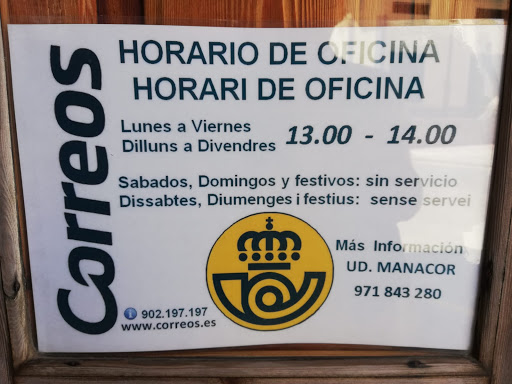 Correos
HORARIO DE OFICINA
HORARI DE OFICINA
Lunes a Viernes
Dilluns a Divendres
13.00 - 14.00
Sabados, Domingos y festivos: sin servicio
Dissabtes, Diumenges i festius: sense servei
Más Información
UD. MANACOR
971 843 280
i 902.197.197
www.correos.es